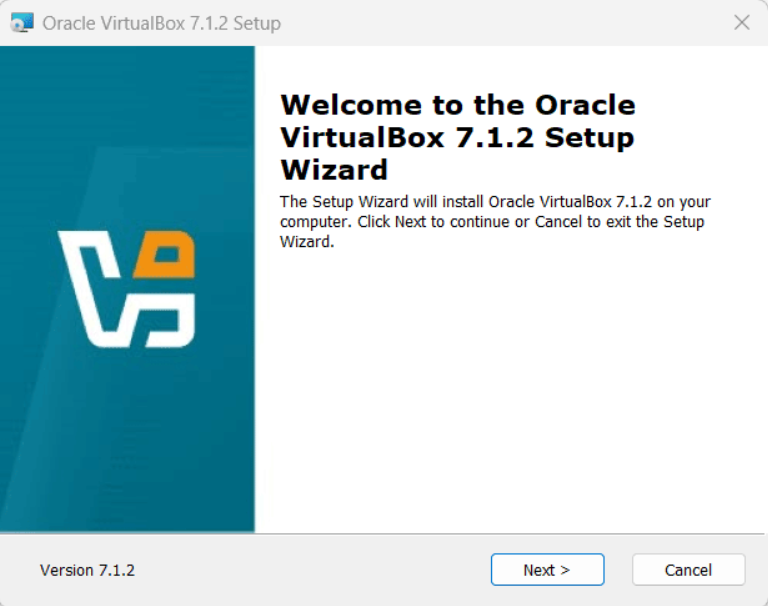 Oracle VirtualBox 7.1.2 Setup
Welcome to the Oracle
VirtualBox 7.1.2 Setup
Wizard
The Setup Wizard will install Oracle VirtualBox 7.1.2 on your
computer. Click Next to continue or Cancel to exit the Setup
Wizard.
Version 7.1.2
Next >
Cancel